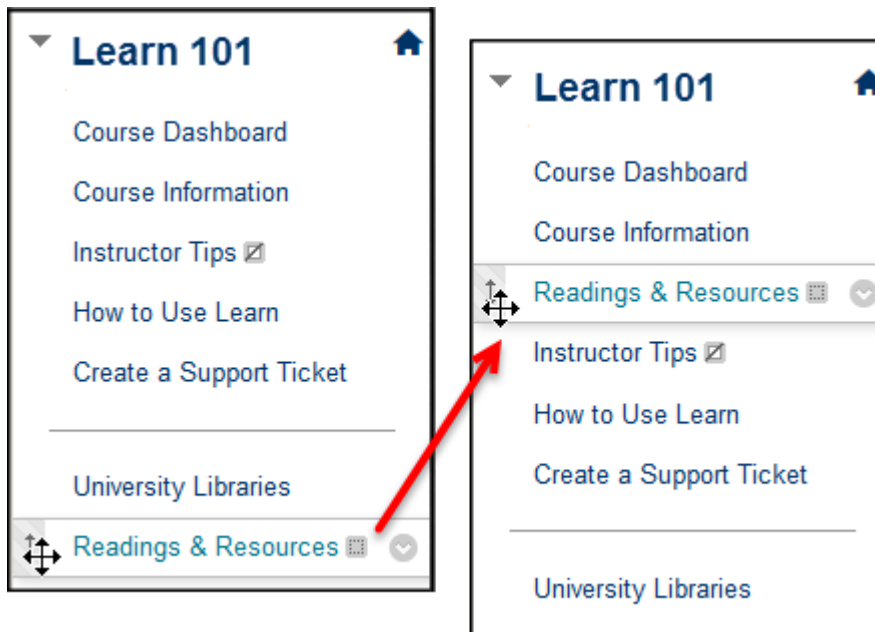 Learn 101
Course Dashboard
Course Information
Instructor Tips
How to Use Learn
Create a Support Ticket
University Libraries
Readings & Resources
Learn 101
Course Dashboard
Course Information
Readings & Resources
Instructor Tips
How to Use Learn
Create a Support Ticket
University Libraries